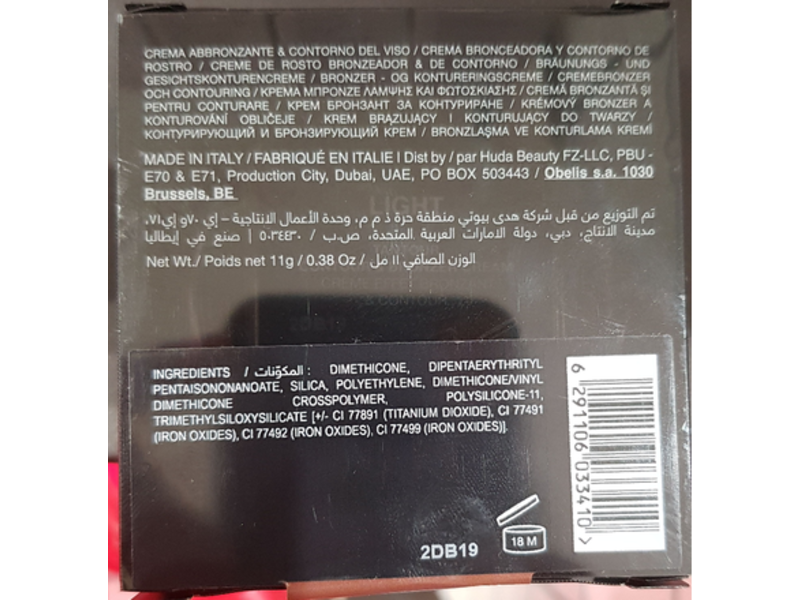 CREMA ABBRONZANTE & CONTORNO DEL VISO / CREMA BRONCEADORA Y CONTORNO DE
ROSTRO / CREME DE ROSTO BRONZEADOR & DE CONTORNO / BRÄUNUNGS - UND
GESICHTSKONTURENCREME / BRONZER - OG KONTURERINGSCREME / CREMEBRONZER
OCH CONTOURING / ΚΡΕΜΑ ΜΠΡΟΝΖΕ ΛΑΜΨΗΣ ΚΑΙ ΦΩΤΟΣΚΙΑΣΗΣ / CREMĂ BRONZANTĂ ȘI
PENTRU CONTURARE / КРЕМ БРОНЗАНТ ЗА КОНТУРИРАНЕ / KRÉMOVÝ BRONZER A
KONTUROVÁNÍ OBLIČEJE / KREM BRĄZUJĄCY I KONTURUJĄCY DO TWARZY /
КОНТУРИРУЮЩИЙ И БРОНЗИРУЮЩИЙ КРЕМ / BRONZLAŞMA VE KONTURLAMA KREMİ
MADE IN ITALY / FABRIQUÉ EN ITALIE I Dist by / par Huda Beauty FZ-LLC, PBU -
E70 & E71, Production City, Dubai, UAE, PO BOX 503443 / Obelis s.a. 1030
Brussels, BE
LIGHT
تم التوزيع من قبل شركة هدى بيوتي منطقة حرة ذ م م، وحدة الأعمال الانتاجية – إي ٧٠ و إي ٧١،
مدينة الانتاج، دبي، دولة الامارات العربية المتحدة، ص.ب / ٥٠٣٤٤٣٠ | صنع في إيطاليا
Net Wt./ Poids net 11g / 0.38 Oz / الوزن الصافي ١١ مل
& CONTOUR
2DB19
INGREDIENTS / المكوّنات : DIMETHICONE, DIPENTAERYTHRITYL
PENTAISONONANOATE, SILICA, POLYETHYLENE, DIMETHICONE/VINYL
DIMETHICONE CROSSPOLYMER, POLYSILICONE-11,
TRIMETHYLSILOXYSILICATE [+/- CI 77891 (TITANIUM DIOXIDE), CI 77491
(IRON OXIDES), CI 77492 (IRON OXIDES), CI 77499 (IRON OXIDES)].
6 291106 033410 >
18 M
2DB19